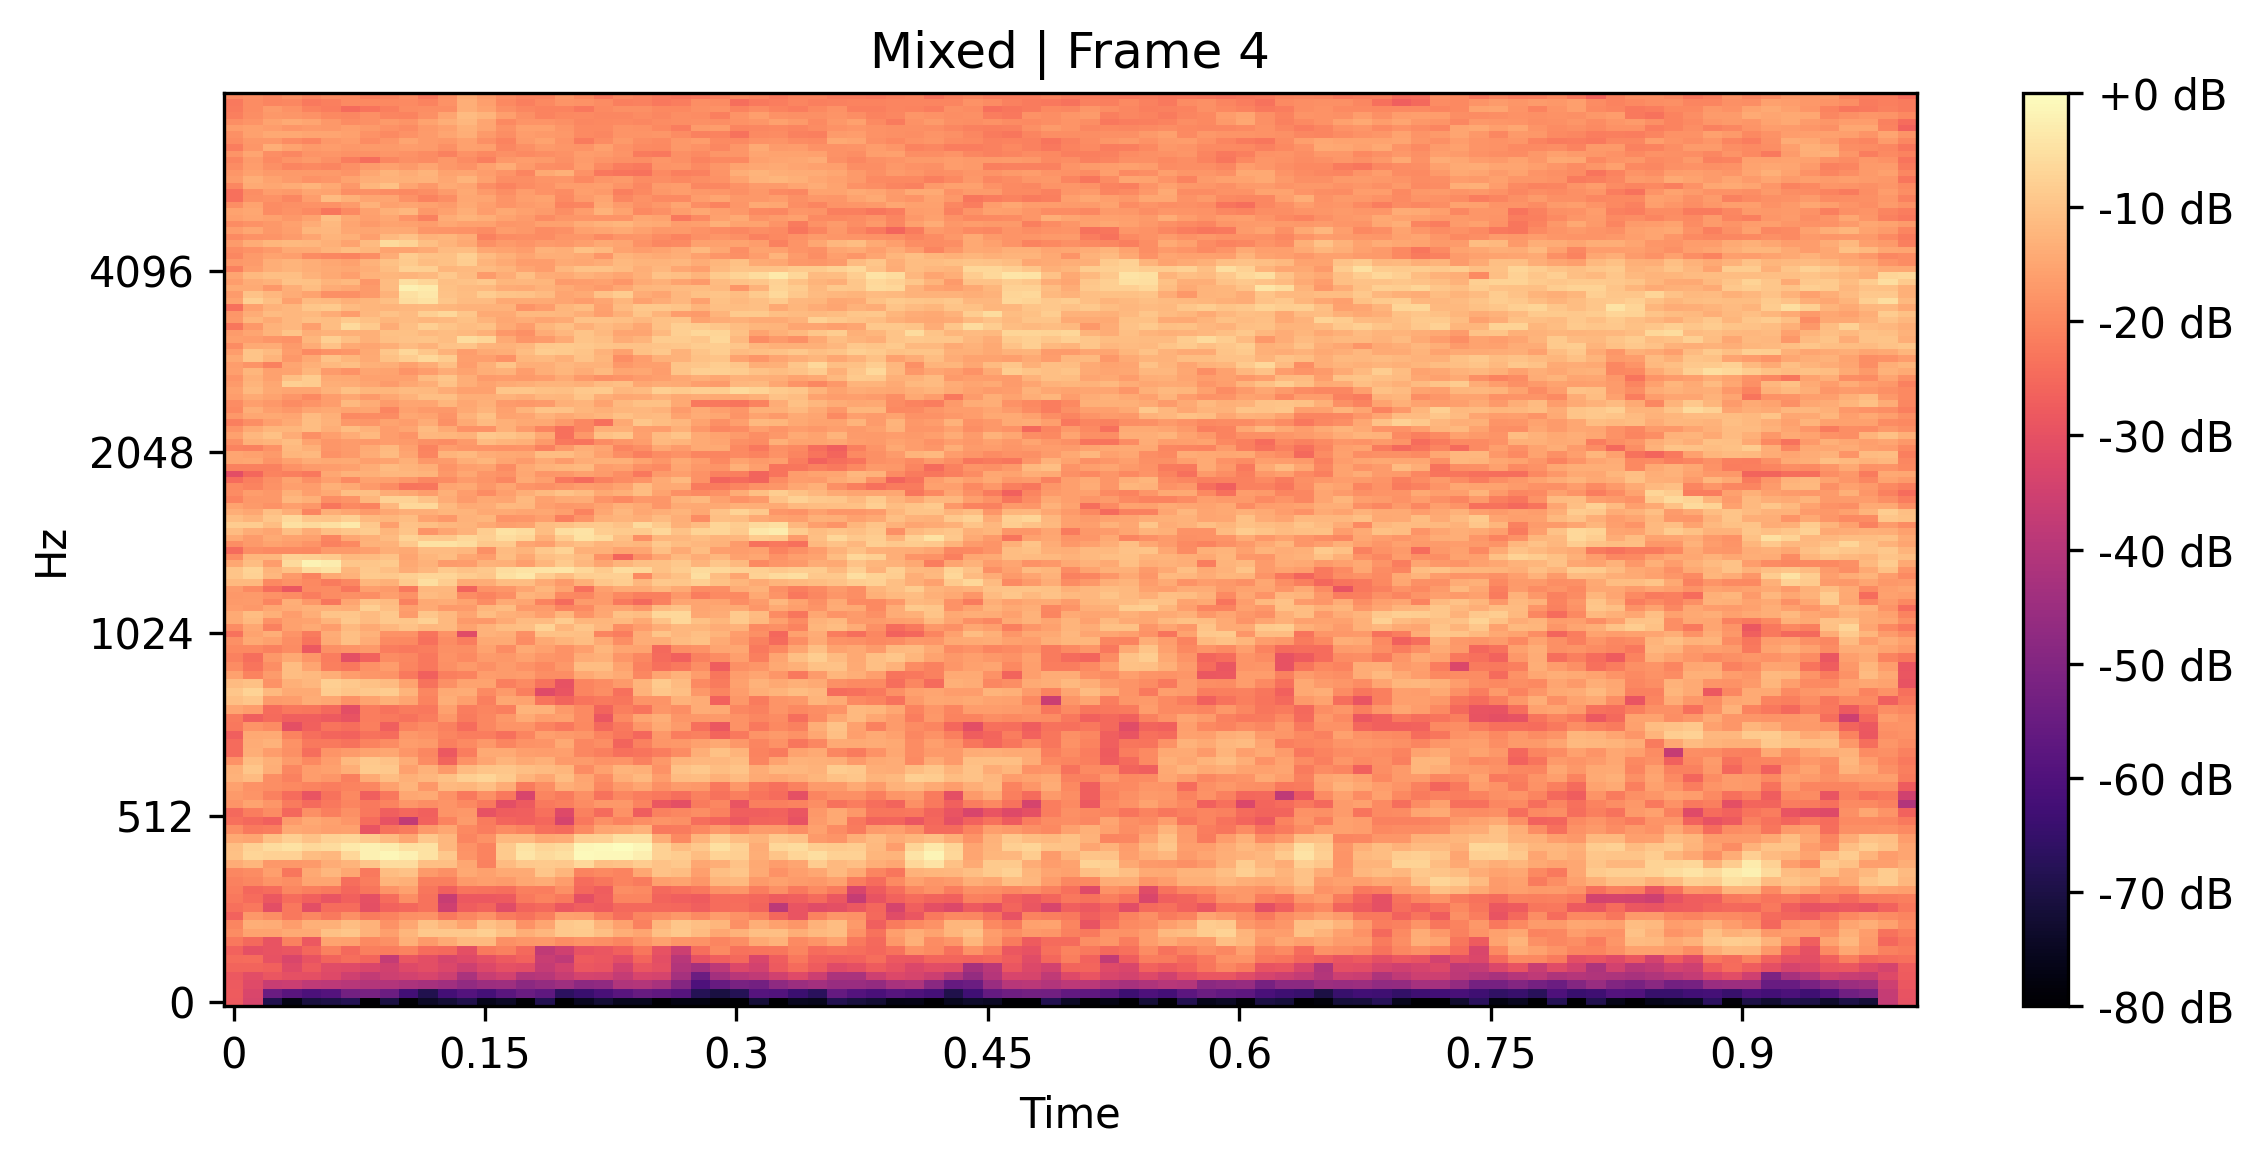 Mixed | Frame 4
Hz
4096
2048
1024
512
0
0 0.15 0.3 0.45 0.6 0.75 0.9
Time
+0 dB
-10 dB
-20 dB
-30 dB
-40 dB
-50 dB
-60 dB
-70 dB
-80 dB